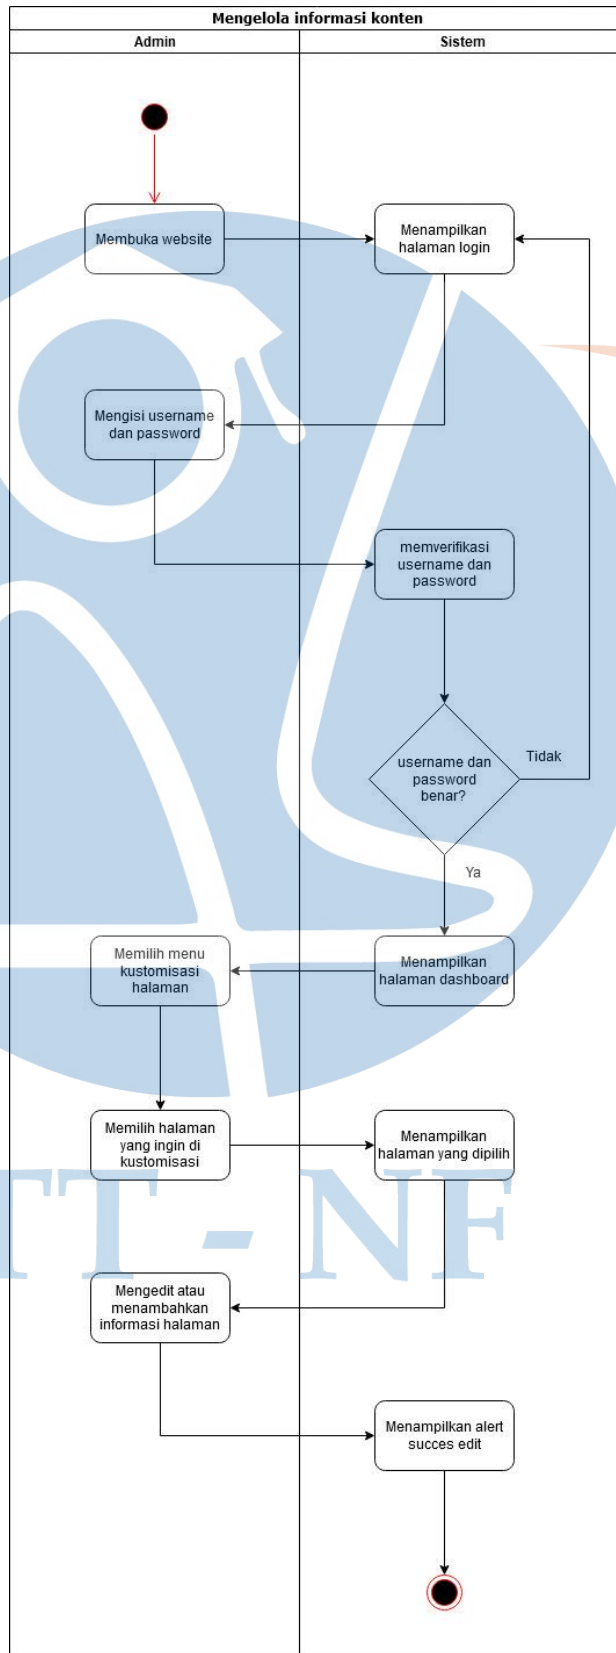 Mengelola informasi konten
Admin
Sistem
Membuka website
Menampilkan
halaman login
Mengisi username
dan password
memverifikasi
username dan
password
username dan
password
benar?
Tidak
Ya
Menampilkan
halaman dashboard
Memilih menu
kustomisasi
halaman
Memilih halaman
yang ingin di
kustomisasi
Menampilkan
halaman yang dipilih
TT - NF
Mengedit atau
menambahkan
informasi halaman
Menampilkan alert
succes edit